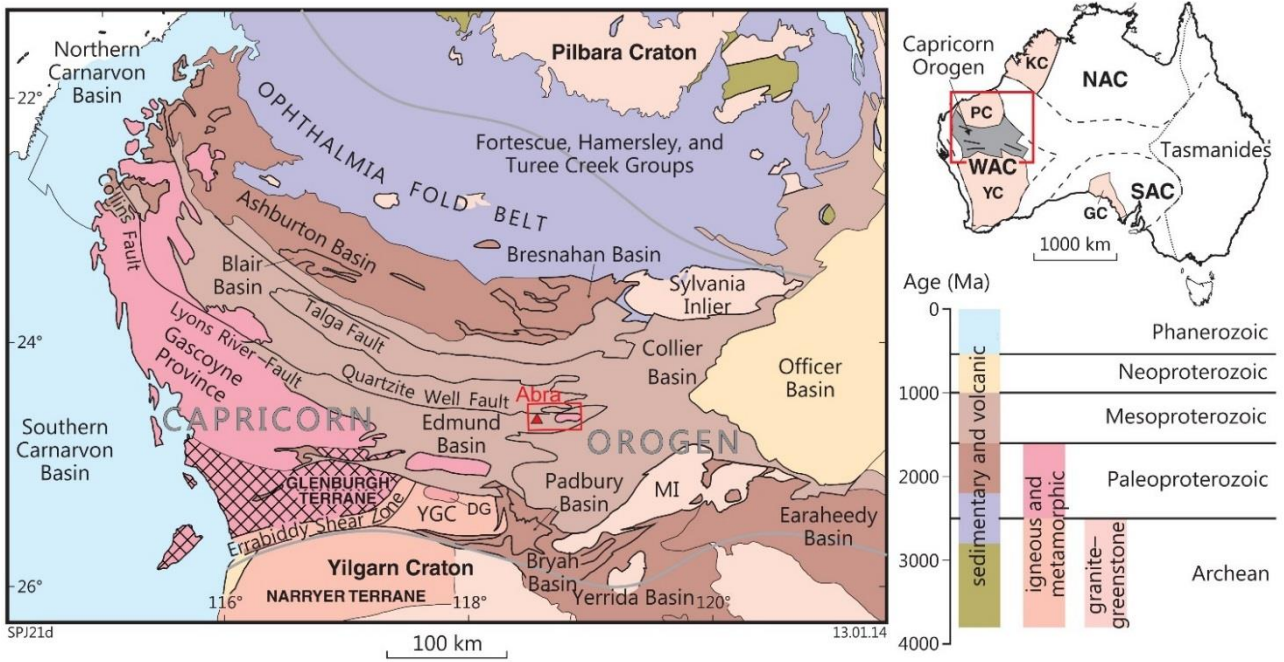 Northern
Carnarvon
Basin
22°
24°
26°
Pilbara Craton
OPHTHALMIA FOLD BELT
Fortescue, Hamersley, and
Turee Creek Groups
Collins Fault
Ashburton Basin
Blair
Basin
Bresnahan Basin
Sylvania
Inlier
Talga Fault
Lyons River Fault
Gascoyne
Province
Collier
Basin
Officer
Basin
Quartzite Well Fault
Abra
CAPRICORN
OROGEN
Edmund
Basin
Southern
Carnarvon
Basin
GLENBURGH
TERRANE
Padbury
Basin
MI
YGC
DG
Errabiddy Shear Zone
Earaheedy
Basin
Bryah
Basin
Yilgarn Craton
NARRYER TERRANE
Yerrida Basin
116°
118°
120°
SPJ21d
13.01.14
100 km
Capricorn
Orogen
KC
NAC
PC
WAC
YC
Tasmanides
SAC
GC
1000 km
Age (Ma)
0
1000
2000
3000
4000
sedimentary and volcanic
igneous and
metamorphic
granite–
greenstone
Phanerozoic
Neoproterozoic
Mesoproterozoic
Paleoproterozoic
Archean